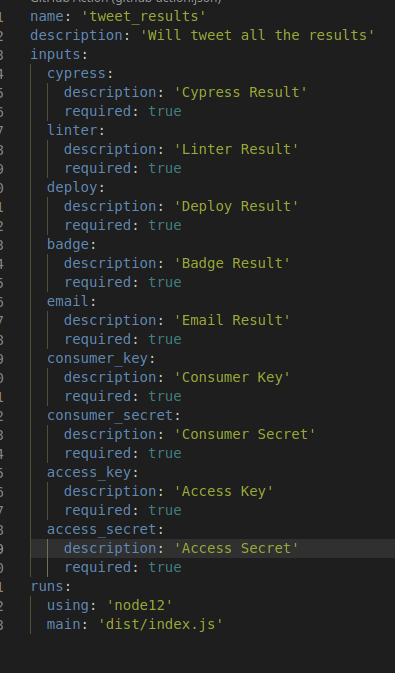 GitHub Action (github-action.json)
1 name: 'tweet_results'
2 description: 'Will tweet all the results'
3 inputs:
4   cypress:
5     description: 'Cypress Result'
6     required: true
7   linter:
8     description: 'Linter Result'
9     required: true
0   deploy:
1     description: 'Deploy Result'
2     required: true
3   badge:
4     description: 'Badge Result'
5     required: true
6   email:
7     description: 'Email Result'
8     required: true
9   consumer_key:
0     description: 'Consumer Key'
1     required: true
2   consumer_secret:
3     description: 'Consumer Secret'
4     required: true
5   access_key:
6     description: 'Access Key'
7     required: true
8   access_secret:
9     description: 'Access Secret'
0     required: true
1 runs:
2   using: 'node12'
3   main: 'dist/index.js'